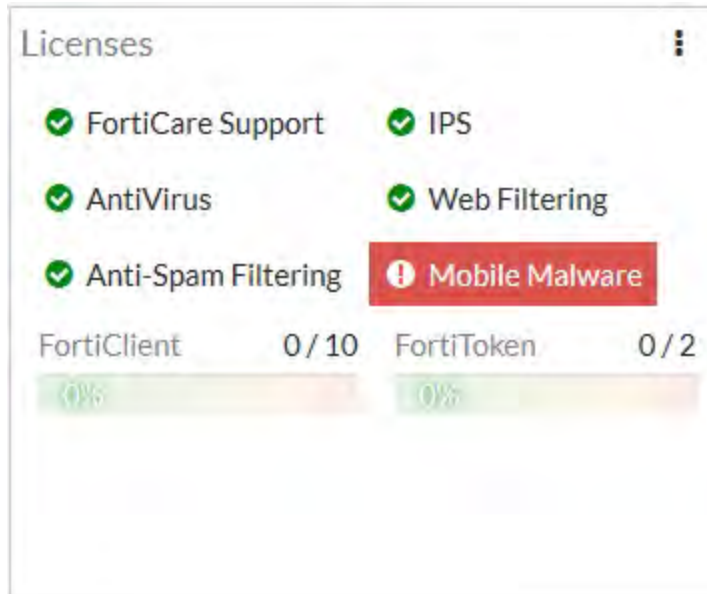 Licenses
FortiCare Support IPS
AntiVirus Web Filtering
Anti-Spam Filtering Mobile Malware
FortiClient 0 / 10 FortiToken 0 / 2
0% 0%